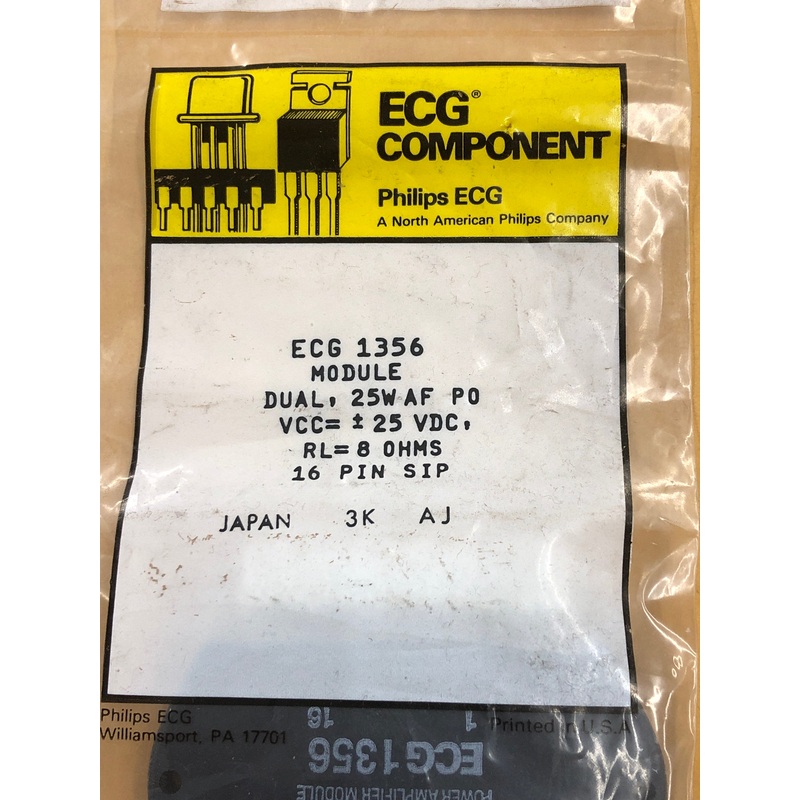 ECG®
COMPONENT
Philips ECG
A North American Philips Company
ECG 1356
MODULE
DUAL, 25W AF PO
VCC= ± 25 VDC,
RL= 8 OHMS
16 PIN SIP
JAPAN 3K AJ
Philips ECG
Williamsport, PA 17701
Printed in U.S.A
1 16
ECG1356
POWER AMPLIFIER MODULE